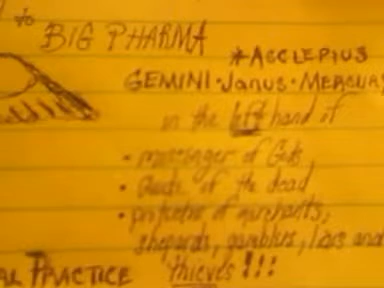 to
BIG PHARMA
*ASCLEPIUS
GEMINI · Janus · MERCURY
in the left hand of
• messenger of Gods
• Guide of the dead
• protector of merchants,
shepards, gamblers, liars and
AL PRACTICE thieves!!!